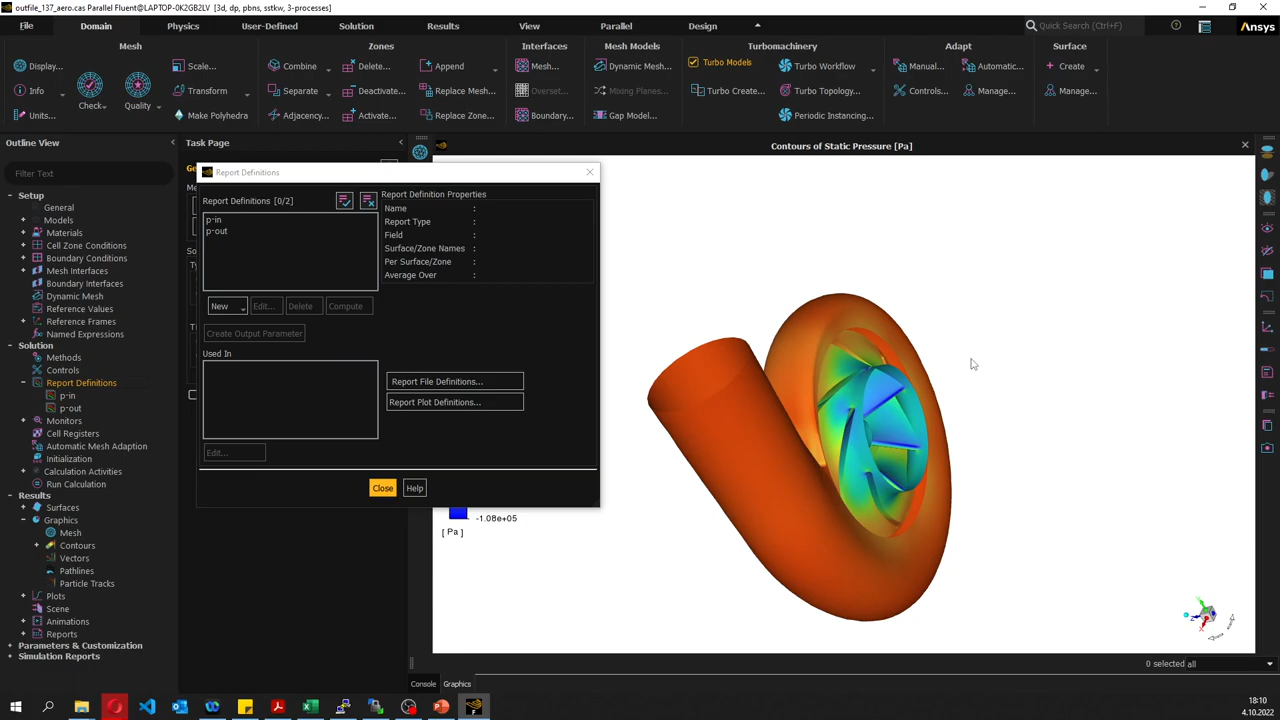 outfile_137_aero.cas Parallel Fluent@LAPTOP-0K2GB2LV [3d, dp, pbns, sstkw, 3-processes]
File Domain Physics User-Defined Solution Results View Parallel Design Quick Search (Ctrl+F) Ansys
Mesh Zones Interfaces Mesh Models Turbomachinery Adapt Surface
Display... Scale... Combine Delete... Append Mesh... Dynamic Mesh... Turbo Models Turbo Workflow Manual... Automatic... Create
Info Check Quality Transform Separate Deactivate... Replace Mesh... Overset... Mixing Planes... Turbo Create... Turbo Topology... Controls... Manage... Manage...
Units... Make Polyhedra Adjacency... Activate... Replace Zone... Boundary... Gap Model... Periodic Instancing...
Outline View
Filter Text
Setup
General
Models
Materials
Cell Zone Conditions
Boundary Conditions
Mesh Interfaces
Boundary Interfaces
Dynamic Mesh
Reference Values
Reference Frames
Named Expressions
Solution
Methods
Controls
Report Definitions
p-in
p-out
Monitors
Cell Registers
Automatic Mesh Adaption
Initialization
Calculation Activities
Run Calculation
Results
Surfaces
Graphics
Mesh
Contours
Vectors
Pathlines
Particle Tracks
Plots
Scene
Animations
Reports
Parameters & Customization
Simulation Reports
Task Page
Report Definitions
Report Definitions [0/2]
p-in
p-out
New Edit... Delete Compute
Create Output Parameter
Used In
Edit...
Report Definition Properties
Name :
Report Type :
Field :
Surface/Zone Names :
Per Surface/Zone :
Average Over :
Report File Definitions...
Report Plot Definitions...
Close Help
Contours of Static Pressure [Pa]
-1.08e+05
[ Pa ]
0 selected all
Console Graphics
18:10
4.10.2022